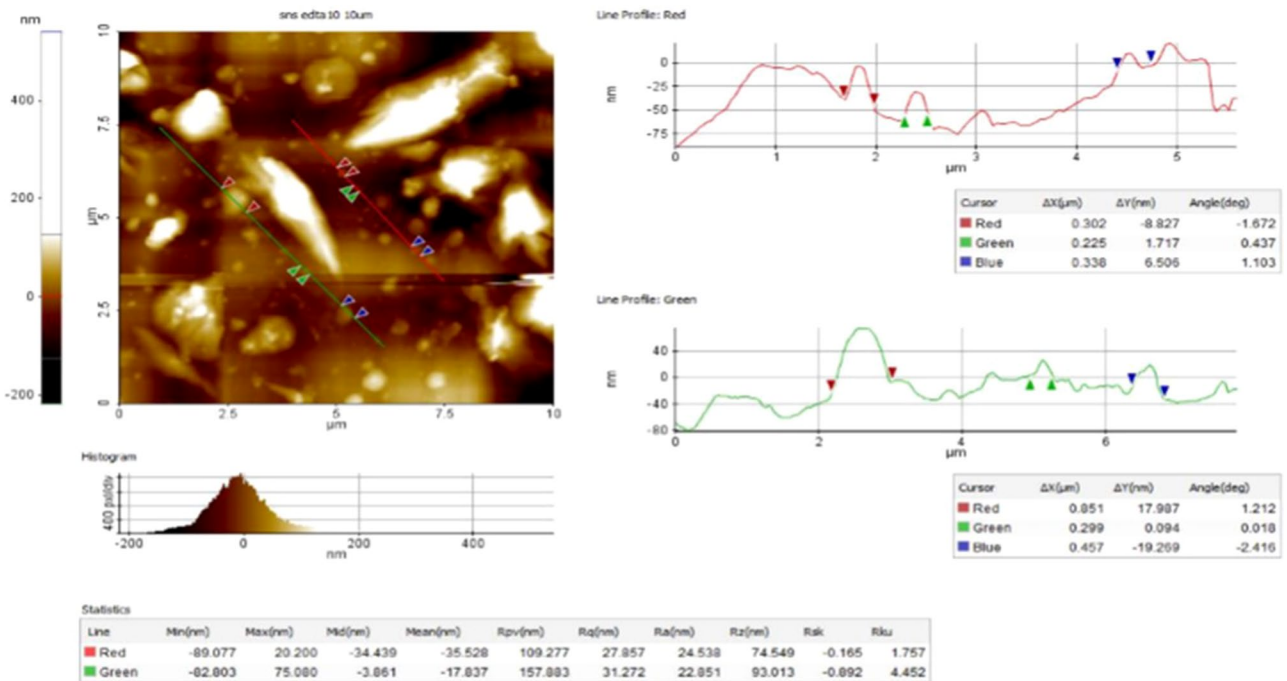 nm
400
200
0
-200
sns edta 10 10um
10
7.5
5
2.5
0
μm
0 2.5 5 7.5 10
μm
Line Profile: Red
0
-25
-50
-75
nm
0 1 2 3 4 5
μm
Cursor ΔX(μm) ΔY(nm) Angle(deg)
Red 0.302 -8.827 -1.672
Green 0.225 1.717 0.437
Blue 0.338 6.506 1.103
Line Profile: Green
40
0
-40
-80
nm
0 2 4 6
μm
Cursor ΔX(μm) ΔY(nm) Angle(deg)
Red 0.851 17.987 1.212
Green 0.299 0.094 0.018
Blue 0.457 -19.269 -2.416
Histogram
400 pxl/div
-200 0 200 400
nm
Statistics
Line Min(nm) Max(nm) Mid(nm) Mean(nm) Rpv(nm) Rq(nm) Ra(nm) Rz(nm) Rsk Rku
Red -89.077 20.200 -34.439 -35.528 109.277 27.857 24.538 74.549 -0.165 1.757
Green -82.803 75.080 -3.861 -17.837 157.883 31.272 22.851 93.013 -0.892 4.452